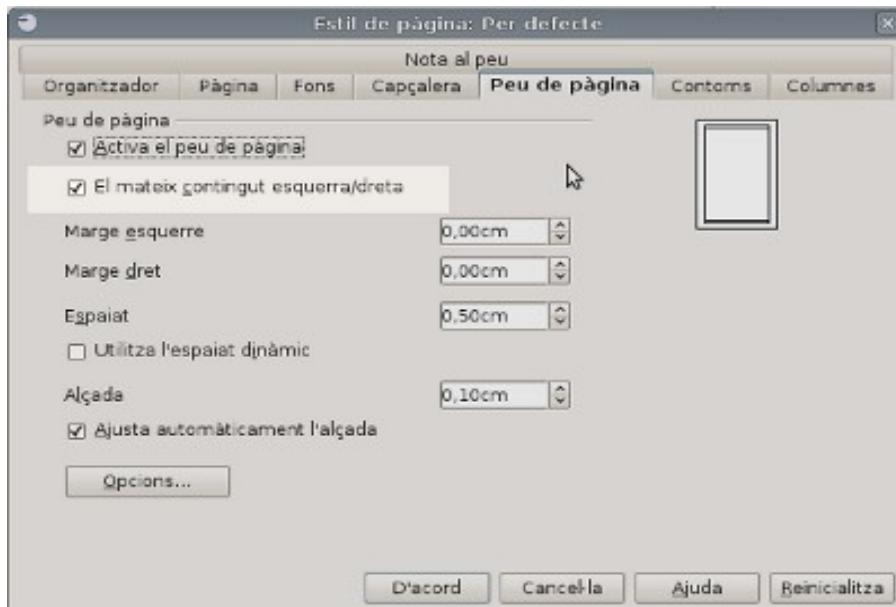 Estil de pàgina: Per defecte
Nota al peu
Organitzador Pàgina Fons Capçalera Peu de pàgina Contorns Columnes
Peu de pàgina
Activa el peu de pàgina
El mateix contingut esquerra/dreta
Marge esquerre 0,00cm
Marge dret 0,00cm
Espaiat 0,50cm
Utilitza l'espaiat dinàmic
Alçada 0,10cm
Ajusta automàticament l'alçada
Opcions...
D'acord Cancel·la Ajuda Reinicialitza